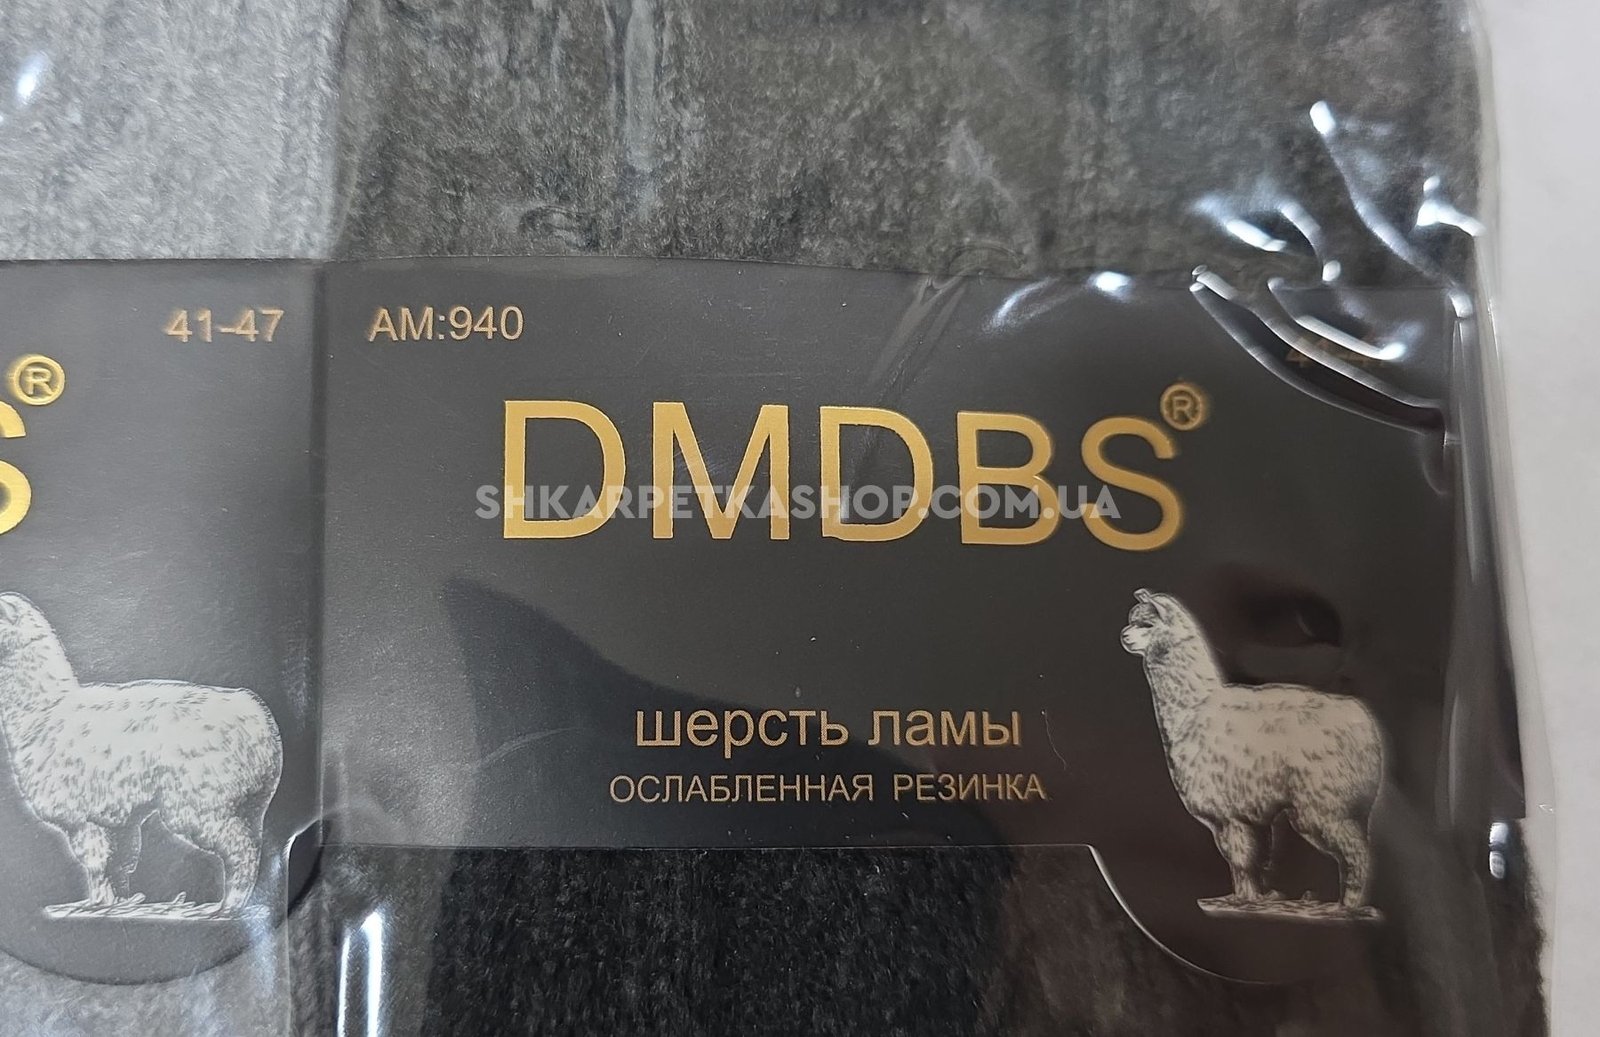 41-47
®
S
AM:940
DMDBS®
SHKARPETKASHOP.COM.UA
шерсть ламы
ОСЛАБЛЕННАЯ РЕЗИНКА